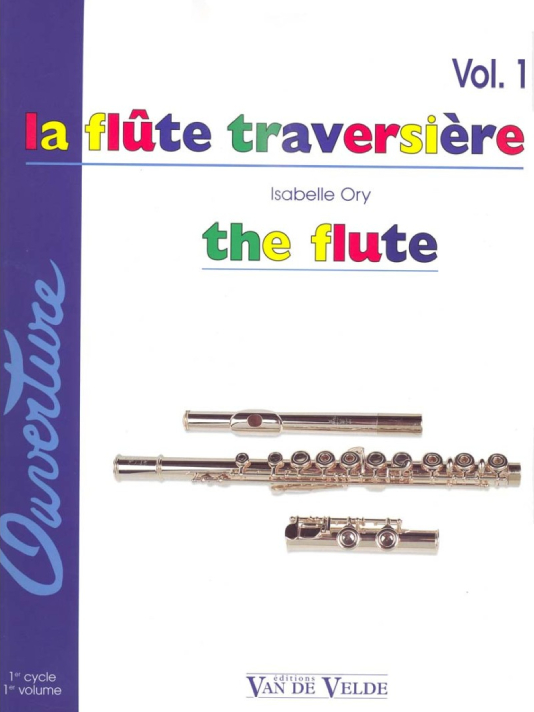 Vol. 1
la flûte traversière
Isabelle Ory
the flute
Ouverture
1er cycle
1er volume
éditions
VAN DE VELDE